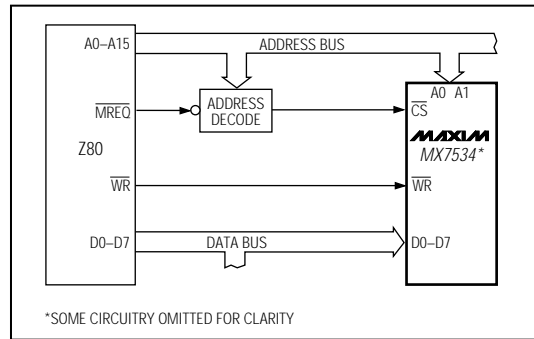 A0–A15
ADDRESS BUS
A0 A1
MREQ
ADDRESS
DECODE
CS
MAXIM
MX7534*
Z80
WR
WR
D0–D7
DATA BUS
D0–D7
*SOME CIRCUITRY OMITTED FOR CLARITY